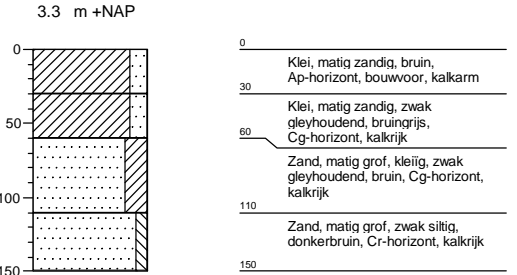 3.3 m +NAP
0
50
100
150
0
Klei, matig zandig, bruin,
Ap-horizont, bouwvoor, kalkarm
30
Klei, matig zandig, zwak
gleyhoudend, bruingrijs,
Cg-horizont, kalkrijk
60
Zand, matig grof, kleiïg, zwak
gleyhoudend, bruin, Cg-horizont,
kalkrijk
110
Zand, matig grof, zwak siltig,
donkerbruin, Cr-horizont, kalkrijk
150